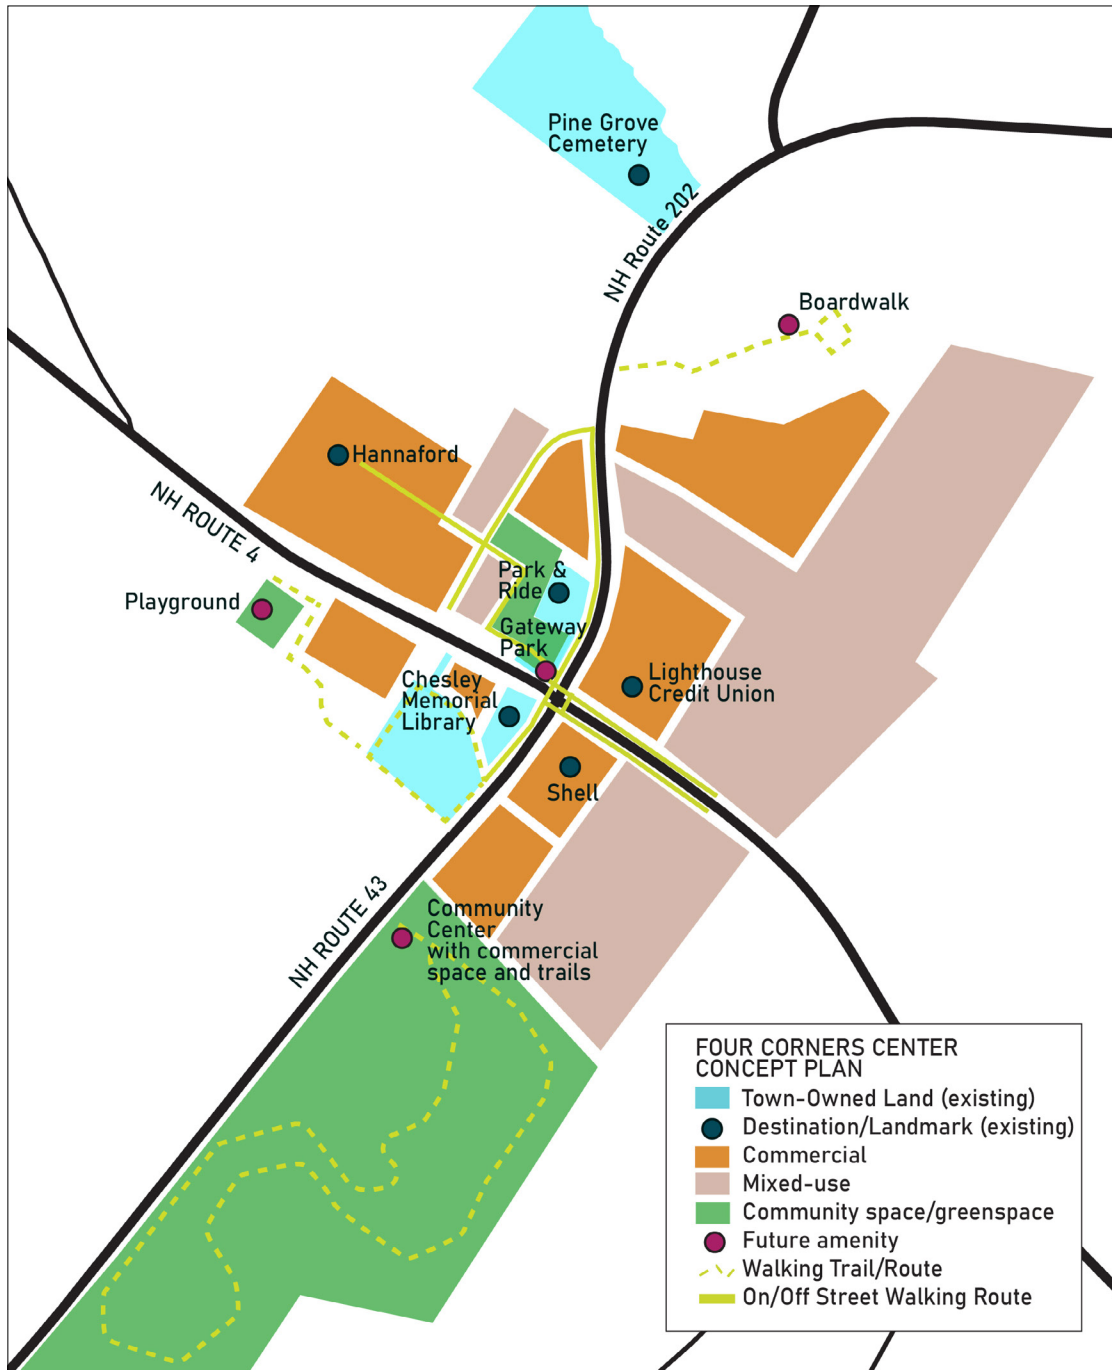 Pine Grove
Cemetery
NH Route 202
Boardwalk
Hannaford
NH ROUTE 4
Park &
Ride
Playground
Gateway
Park
Chesley
Memorial
Library
Lighthouse
Credit Union
Shell
NH ROUTE 43
Community
Center
with commercial
space and trails
FOUR CORNERS CENTER
CONCEPT PLAN
Town-Owned Land (existing)
Destination/Landmark (existing)
Commercial
Mixed-use
Community space/greenspace
Future amenity
Walking Trail/Route
On/Off Street Walking Route